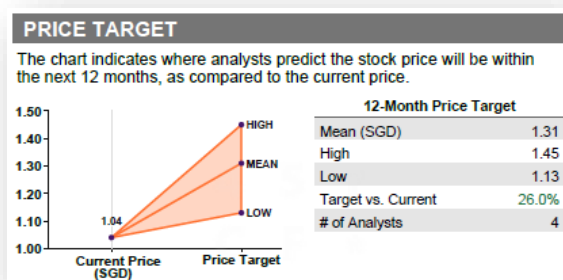 PRICE TARGET
The chart indicates where analysts predict the stock price will be within
the next 12 months, as compared to the current price.
1.50
1.40
1.30
1.20
1.10
1.00
1.04
HIGH
MEAN
LOW
Current Price
(SGD)
Price Target
12-Month Price Target
Mean (SGD) 1.31
High 1.45
Low 1.13
Target vs. Current 26.0%
# of Analysts 4